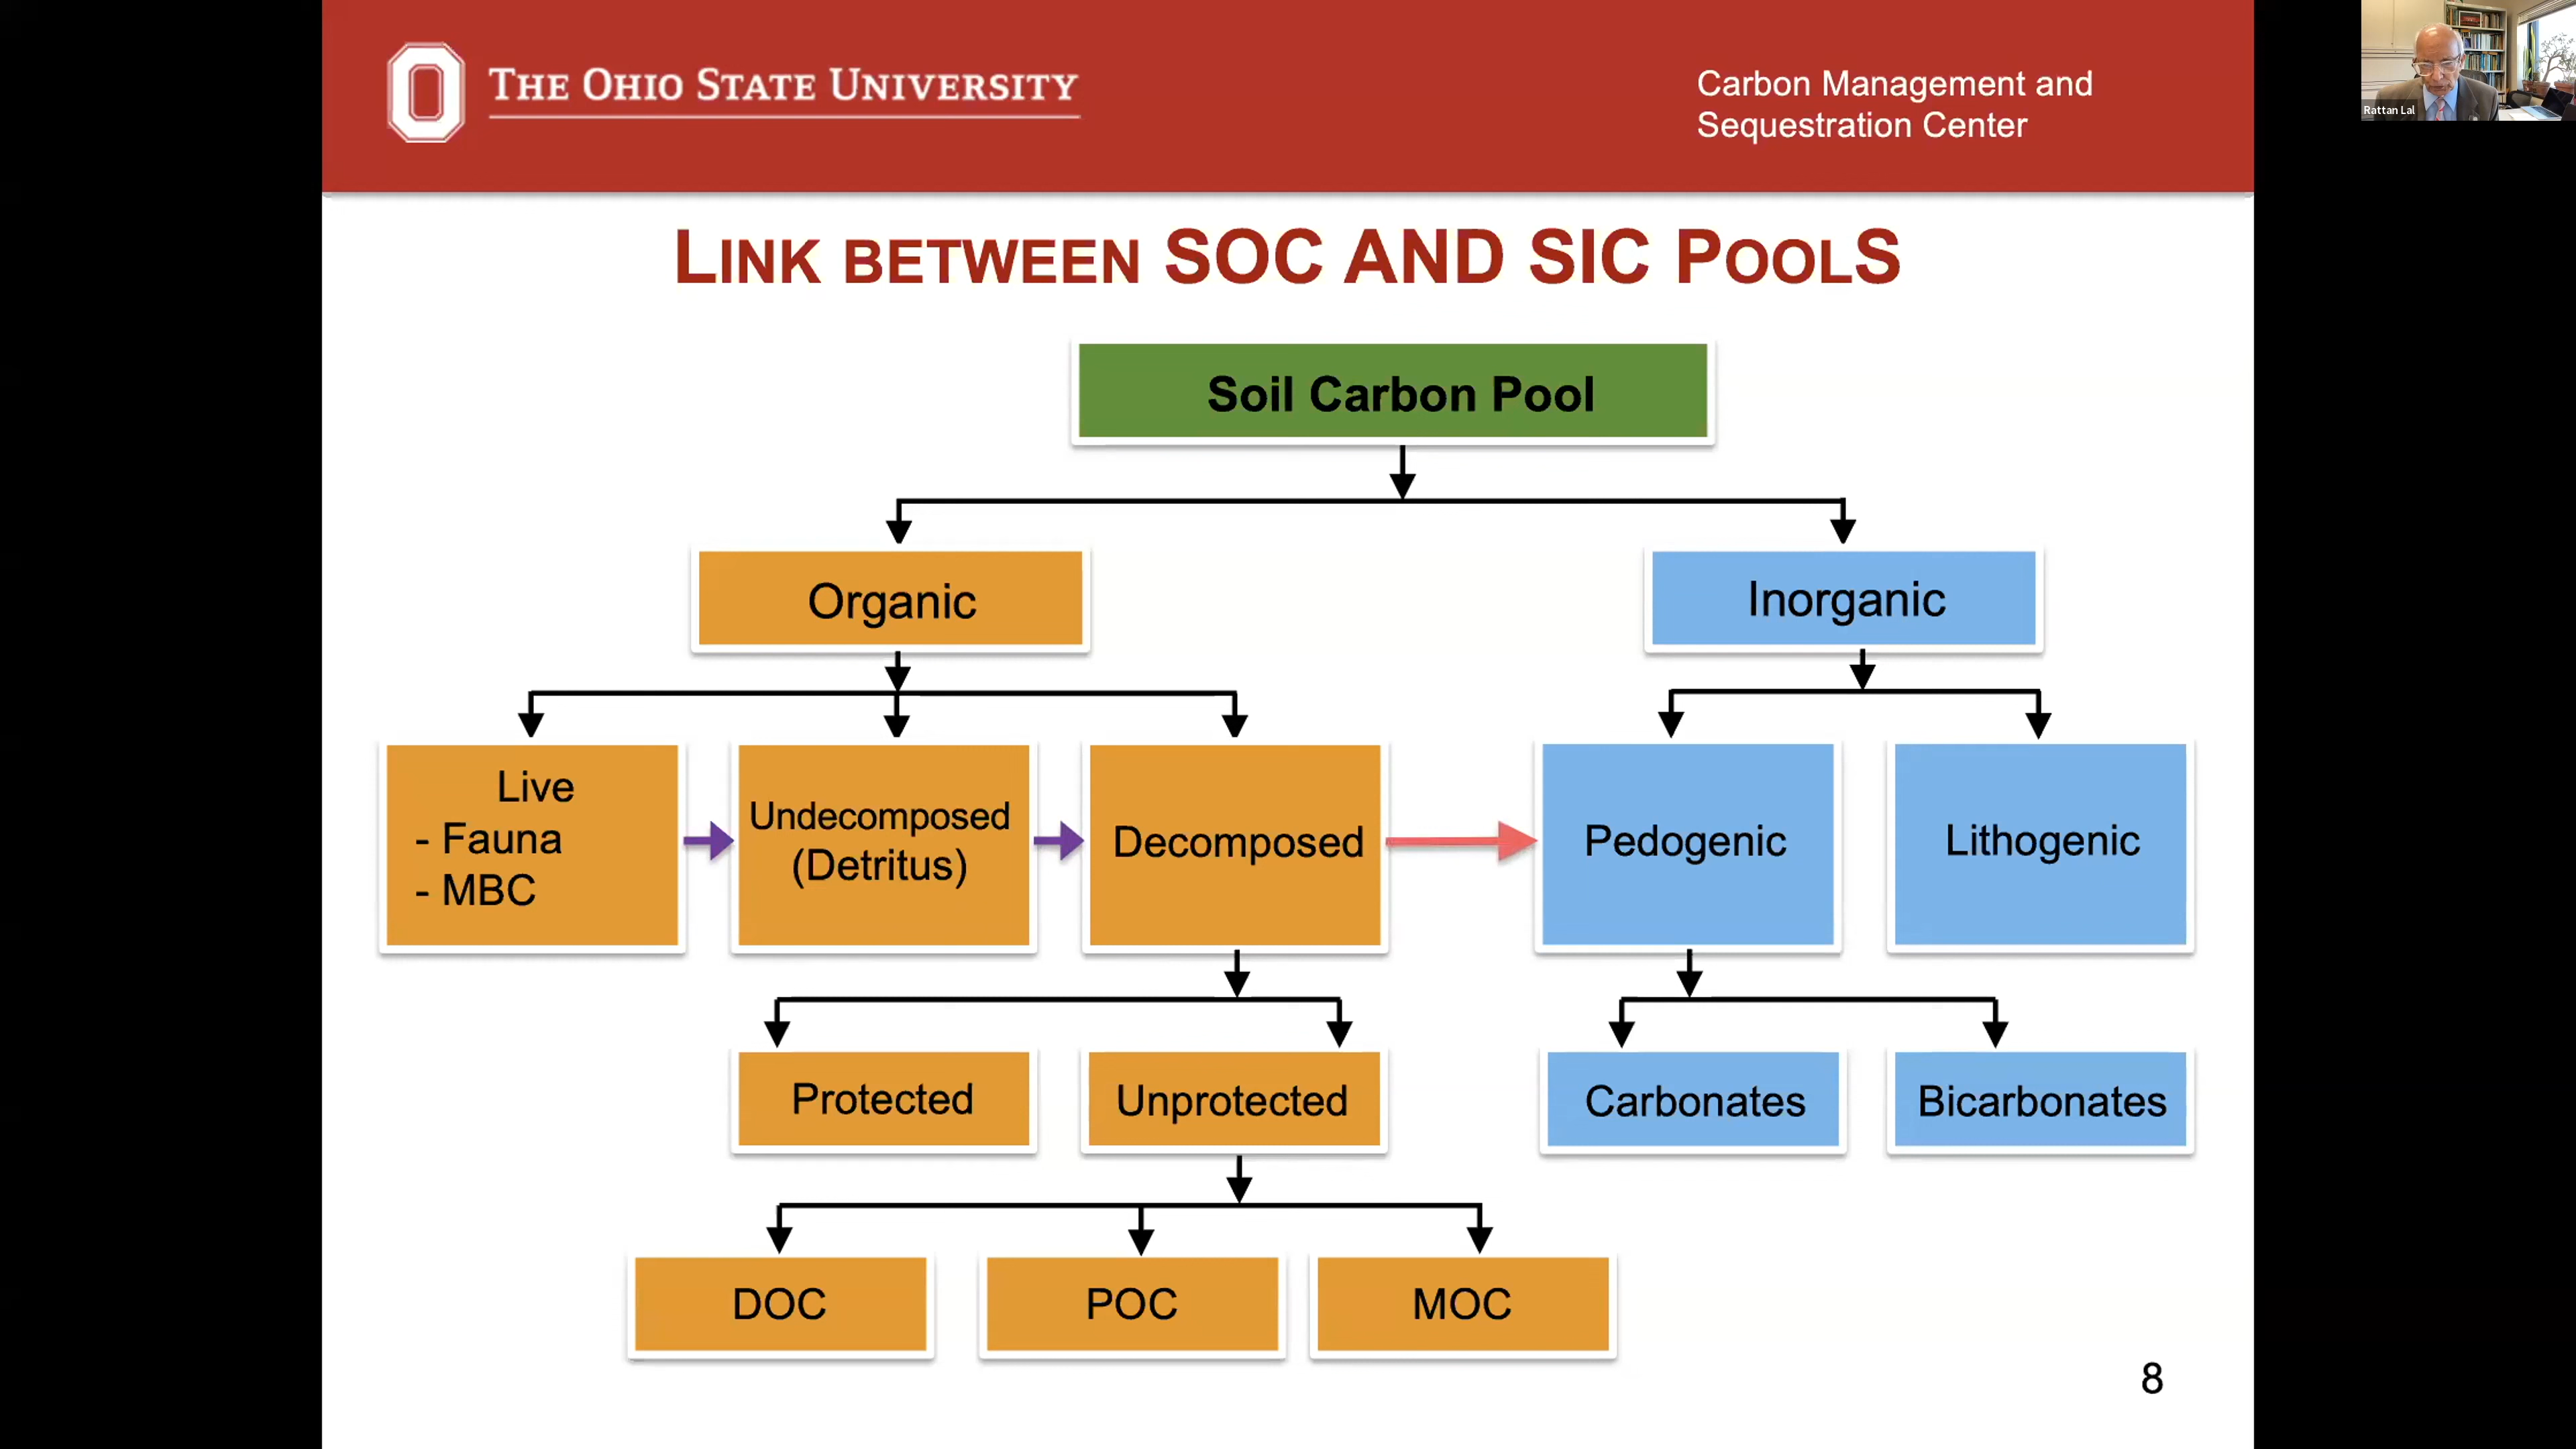 THE OHIO STATE UNIVERSITY
Carbon Management and
Sequestration Center
Rattan Lal
LINK BETWEEN SOC AND SIC POOLS
Soil Carbon Pool
Organic
Inorganic
Live
- Fauna
- MBC
Undecomposed
(Detritus)
Decomposed
Pedogenic
Lithogenic
Protected
Unprotected
Carbonates
Bicarbonates
DOC
POC
MOC
8